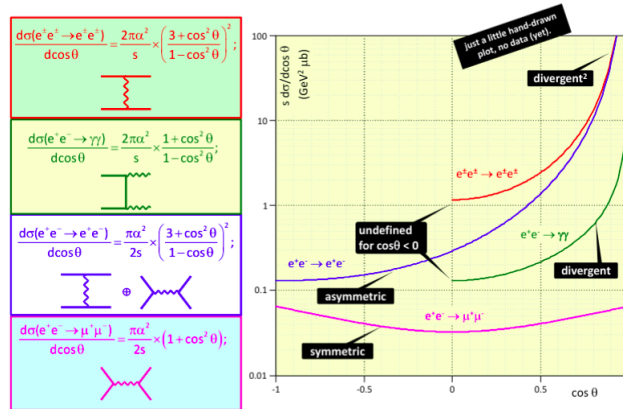 dσ(e±e±→e±e±)/dcosθ = 2πα²/s × ((3+cos²θ)/(1−cos²θ))²;
dσ(e⁺e⁻→γγ)/dcosθ = 2πα²/s × (1+cos²θ)/(1−cos²θ);
dσ(e⁺e⁻→e⁺e⁻)/dcosθ = πα²/2s × ((3+cos²θ)/(1−cosθ))²;
⊕
dσ(e⁺e⁻→μ⁺μ⁻)/dcosθ = πα²/2s × (1+cos²θ);
just a little hand-drawn
plot, no data (yet).
s dσ/dcos θ
(GeV² μb)
100
10
1
0.1
0.01
divergent²
e±e± → e±e±
undefined
for cosθ < 0
e⁺e⁻ → γγ
e⁺e⁻ → e⁺e⁻
divergent
asymmetric
e⁺e⁻ → μ⁺μ⁻
symmetric
-1
-0.5
0
0.5
cos θ